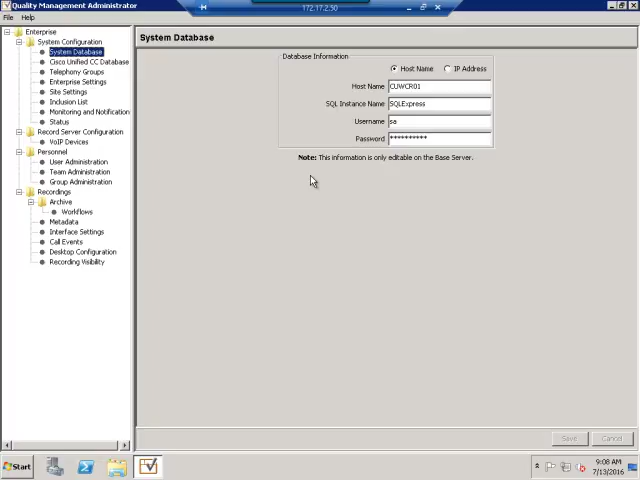 Quality Management Administrator
172.17.2.50
File Help
Enterprise
System Configuration
System Database
Cisco Unified CC Database
Telephony Groups
Enterprise Settings
Site Settings
Inclusion List
Monitoring and Notification
Status
Record Server Configuration
VoIP Devices
Personnel
User Administration
Team Administration
Group Administration
Recordings
Archive
Workflows
Metadata
Interface Settings
Call Events
Desktop Configuration
Recording Visibility
System Database
Database Information
Host Name IP Address
Host Name CUWCR01
SQL Instance Name SQLExpress
Username sa
Password **********
Note: This information is only editable on the Base Server.
Save Cancel
Start
9:08 AM
7/13/2016